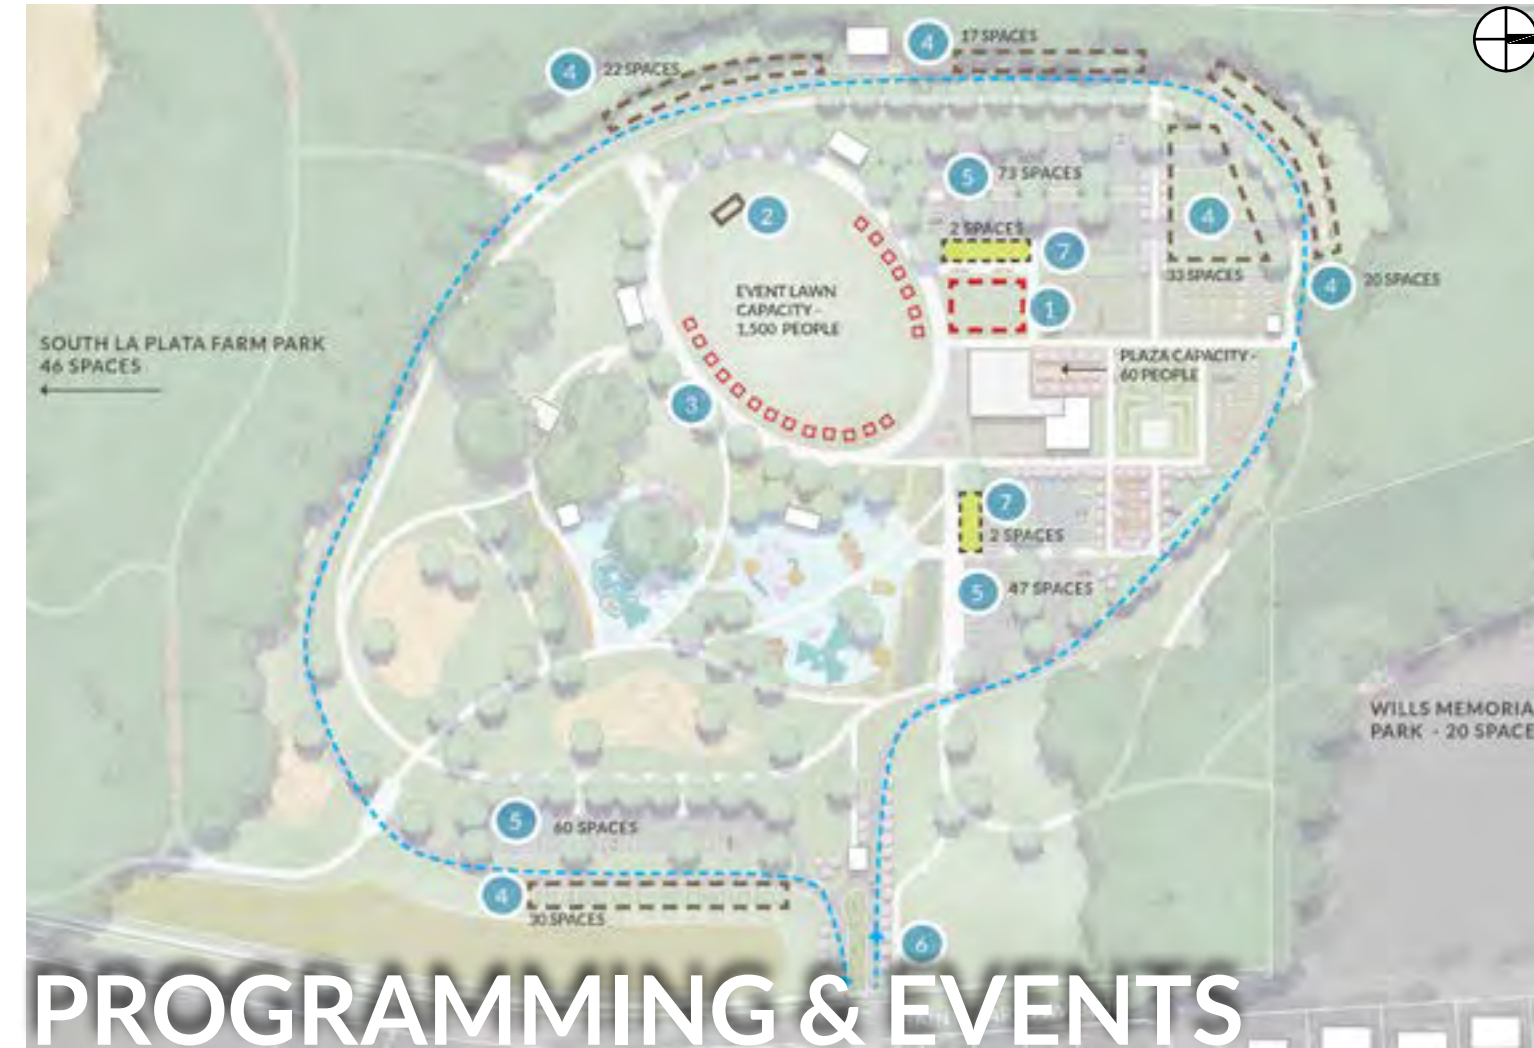 4
17 SPACES
4
22 SPACES
5
73 SPACES
4
2 SPACES
2
7
33 SPACES
4
20 SPACES
EVENT LAWN
CAPACITY -
1,500 PEOPLE
1
SOUTH LA PLATA FARM PARK
46 SPACES
PLAZA CAPACITY -
60 PEOPLE
3
7
2 SPACES
5
47 SPACES
WILLS MEMORIA
PARK - 20 SPACE
5
60 SPACES
4
30 SPACES
6
PROGRAMMING & EVENTS